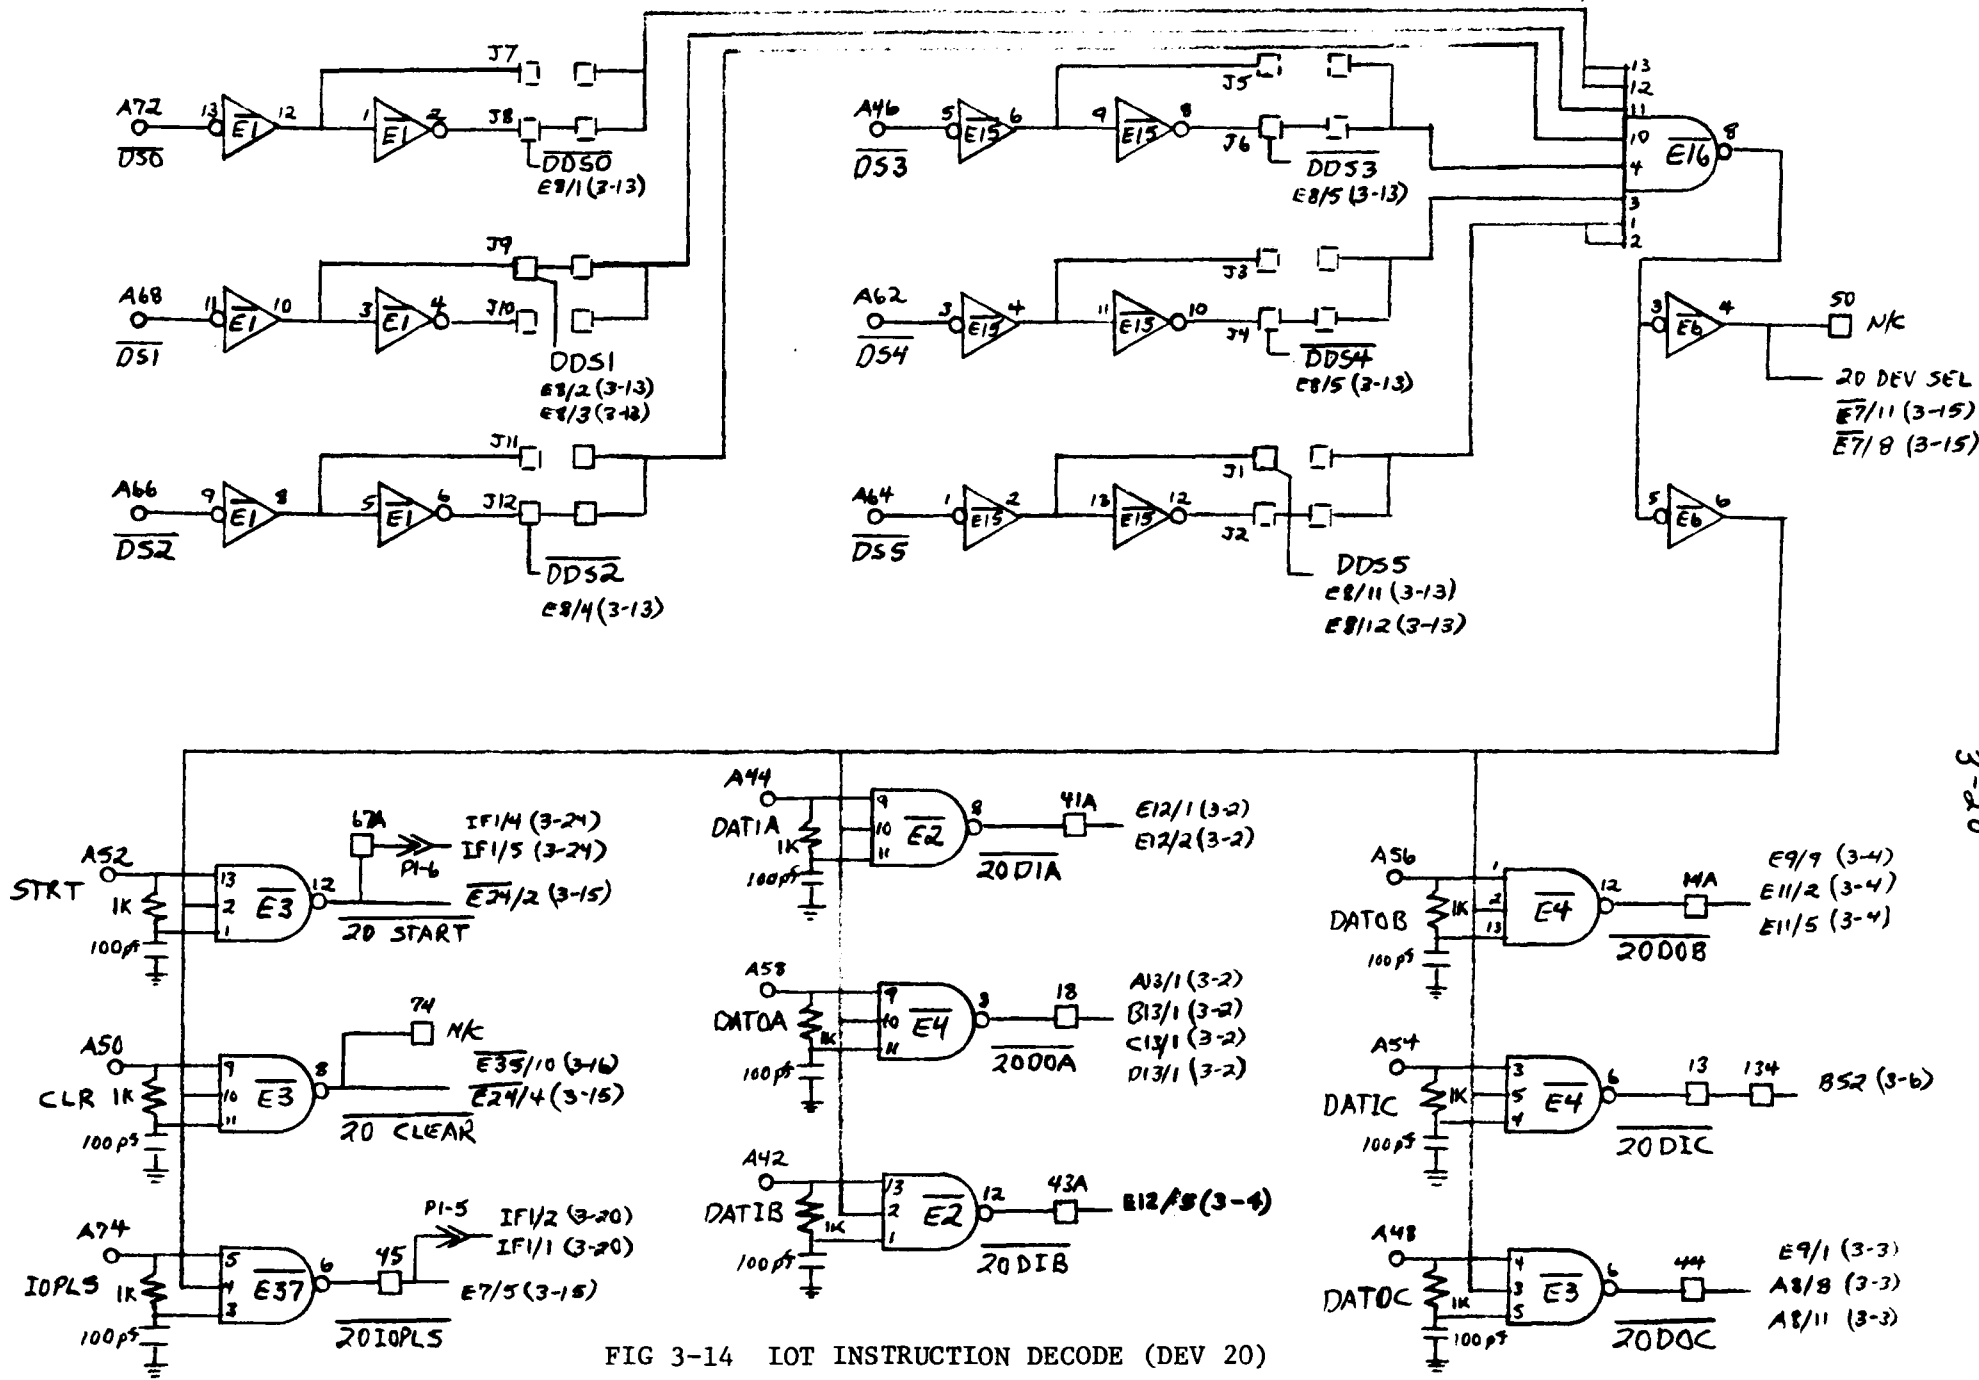 J7
A72
13
E1
12
1
E1
2
J8
DS0
DDS0
E8/1 (3-13)
J9
A68
11
E1
10
3
E1
4
J10
DS1
DDS1
E8/2 (3-13)
E8/3 (3-13)
J11
A66
9
E1
8
5
E1
6
J12
DS2
DDS2
E8/4 (3-13)
J5
A46
5
E15
6
9
E15
8
J6
DS3
DDS3
E8/5 (3-13)
J3
A62
3
E15
4
11
E15
10
J4
DS4
DDS4
E8/5 (3-13)
J1
A64
1
E15
2
13
E15
12
J2
DS5
DDS5
E8/11 (3-13)
E8/12 (3-13)
13
12
11
10
4
3
1
2
E16
8
3
E6
4
50
N/C
20 DEV SEL
E7/11 (3-15)
E7/8 (3-15)
5
E6
6
3-20
A52
STRT
1K
100pf
13
2
1
E3
12
67A
P1-6
IF1/4 (3-24)
IF1/5 (3-24)
E24/2 (3-15)
20 START
A50
CLR
1K
100pf
9
10
11
E3
8
74
N/C
E35/10 (3-16)
E24/4 (3-15)
20 CLEAR
A74
IOPLS
1K
100pf
5
4
3
E37
6
45
P1-5
IF1/2 (3-20)
IF1/1 (3-20)
E7/5 (3-15)
20IOPLS
A44
DATIA
1K
100pf
9
10
11
E2
8
41A
E12/1 (3-2)
E12/2 (3-2)
20DIA
A58
DATOA
1K
100pf
9
10
11
E4
8
18
A13/1 (3-2)
B13/1 (3-2)
C13/1 (3-2)
D13/1 (3-2)
20DOA
A42
DATIB
1K
100pf
13
2
1
E2
12
43A
(3-4)
20DIB
A56
DATOB
1K
100pf
1
2
13
E4
12
14A
E9/9 (3-4)
E11/2 (3-4)
E11/5 (3-4)
20DOB
A54
DATIC
1K
100pf
3
5
4
E4
6
13
134
B52 (3-6)
20DIC
A48
DATOC
1K
100pf
4
3
5
E3
6
44
E9/1 (3-3)
A8/8 (3-3)
A8/11 (3-3)
20DOC
FIG 3-14 IOT INSTRUCTION DECODE (DEV 20)